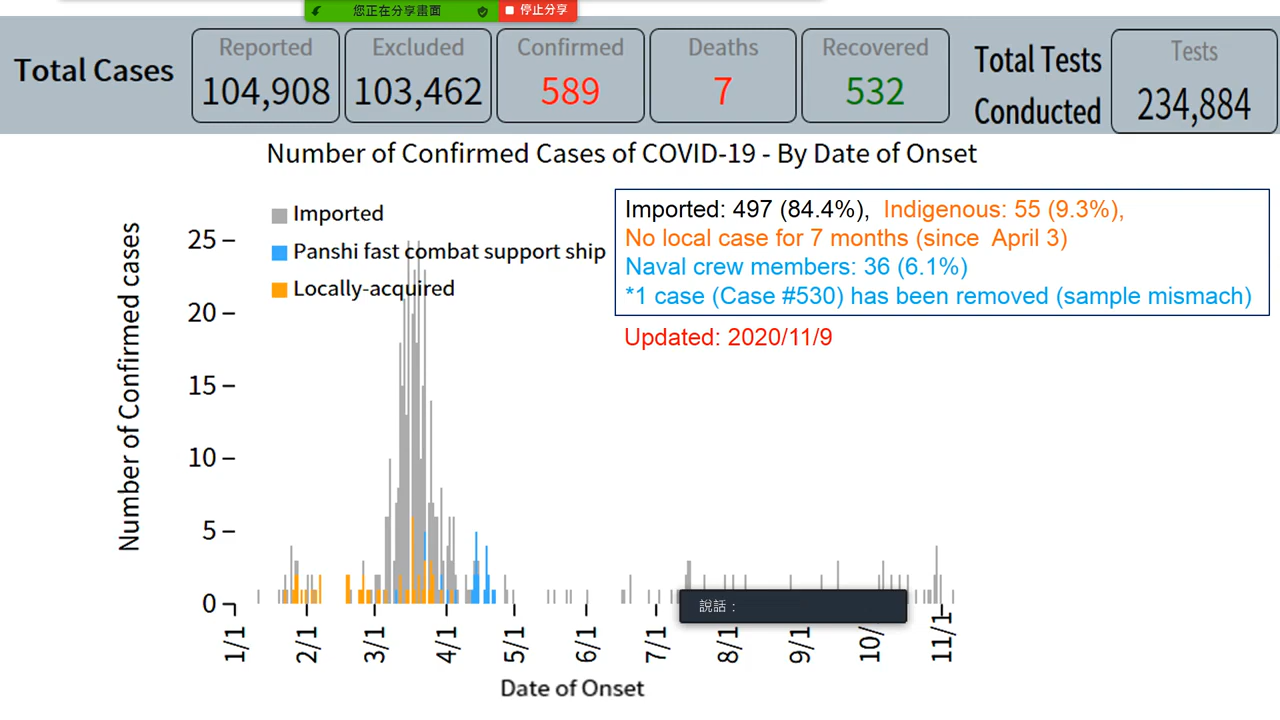 您正在分享畫面
停止分享
Total Cases
Reported
104,908
Excluded
103,462
Confirmed
589
Deaths
7
Recovered
532
Total Tests
Conducted
Tests
234,884
Number of Confirmed Cases of COVID-19 - By Date of Onset
Imported
Panshi fast combat support ship
Locally-acquired
Imported: 497 (84.4%), Indigenous: 55 (9.3%),
No local case for 7 months (since April 3)
Naval crew members: 36 (6.1%)
*1 case (Case #530) has been removed (sample mismach)
Updated: 2020/11/9
Number of Confirmed cases
25
20
15
10
5
0
說話：
1/1
2/1
3/1
4/1
5/1
6/1
7/1
8/1
9/1
10/
11/1
Date of Onset